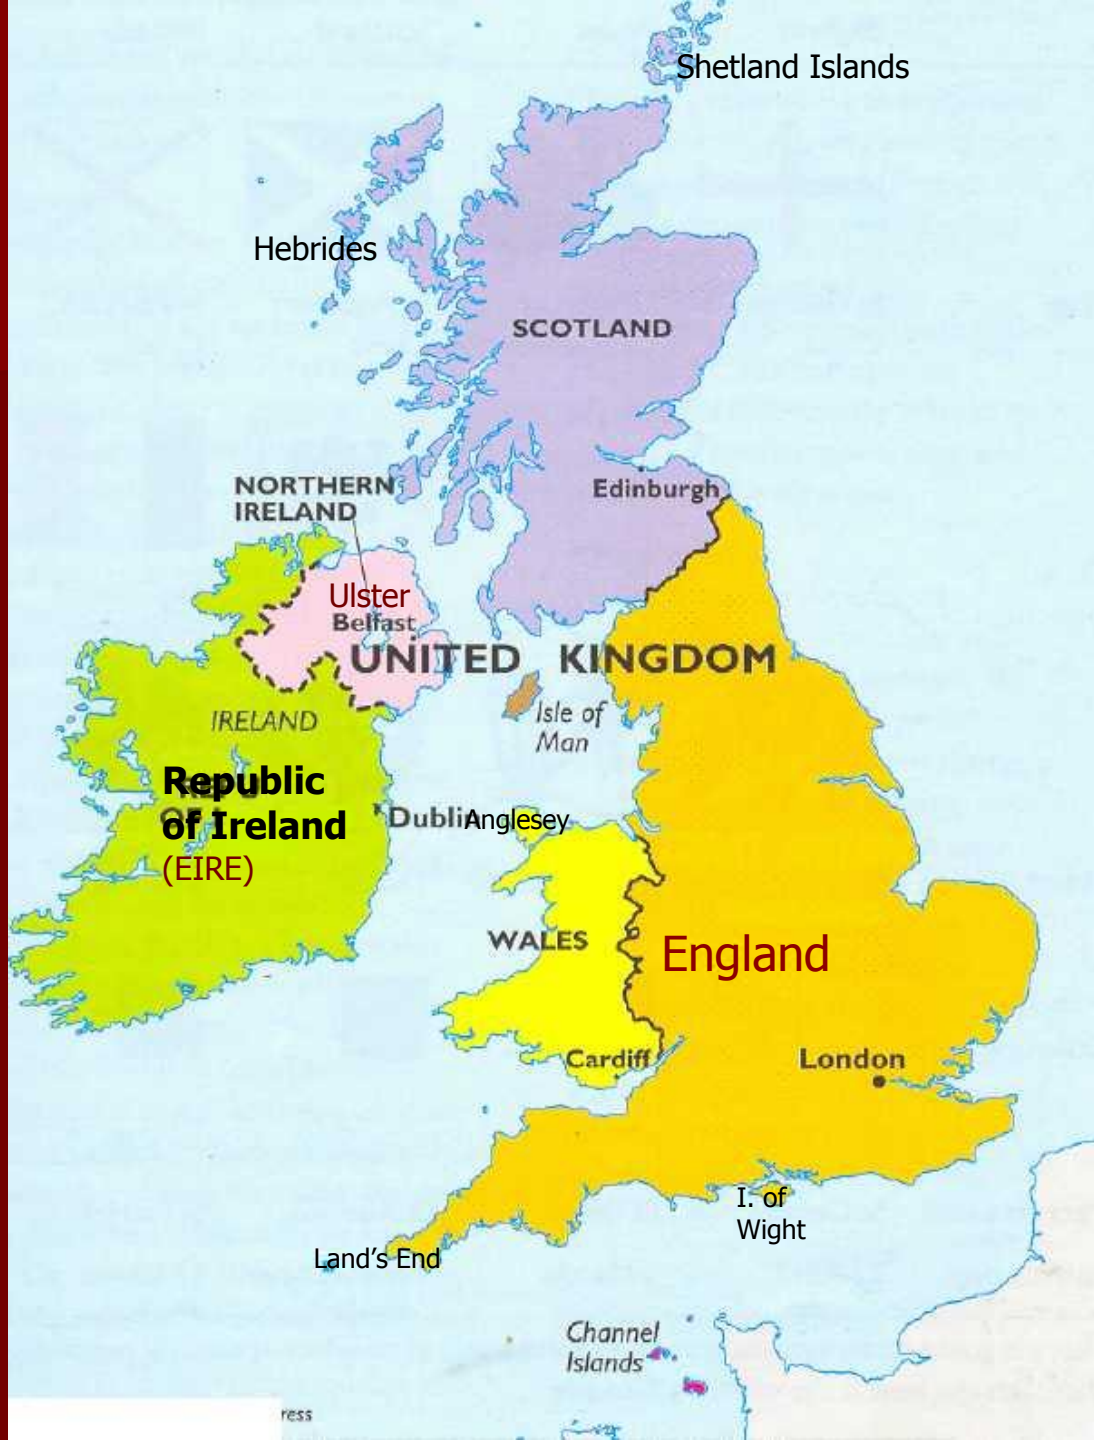 Shetland Islands
Hebrides
SCOTLAND
Edinburgh
NORTHERN
IRELAND
Ulster
Belfast
UNITED KINGDOM
Isle of
Man
IRELAND
Republic
of Ireland
(EIRE)
Dublin
Anglesey
WALES
England
Cardiff
London
I. of
Wight
Land's End
Channel
Islands
ress